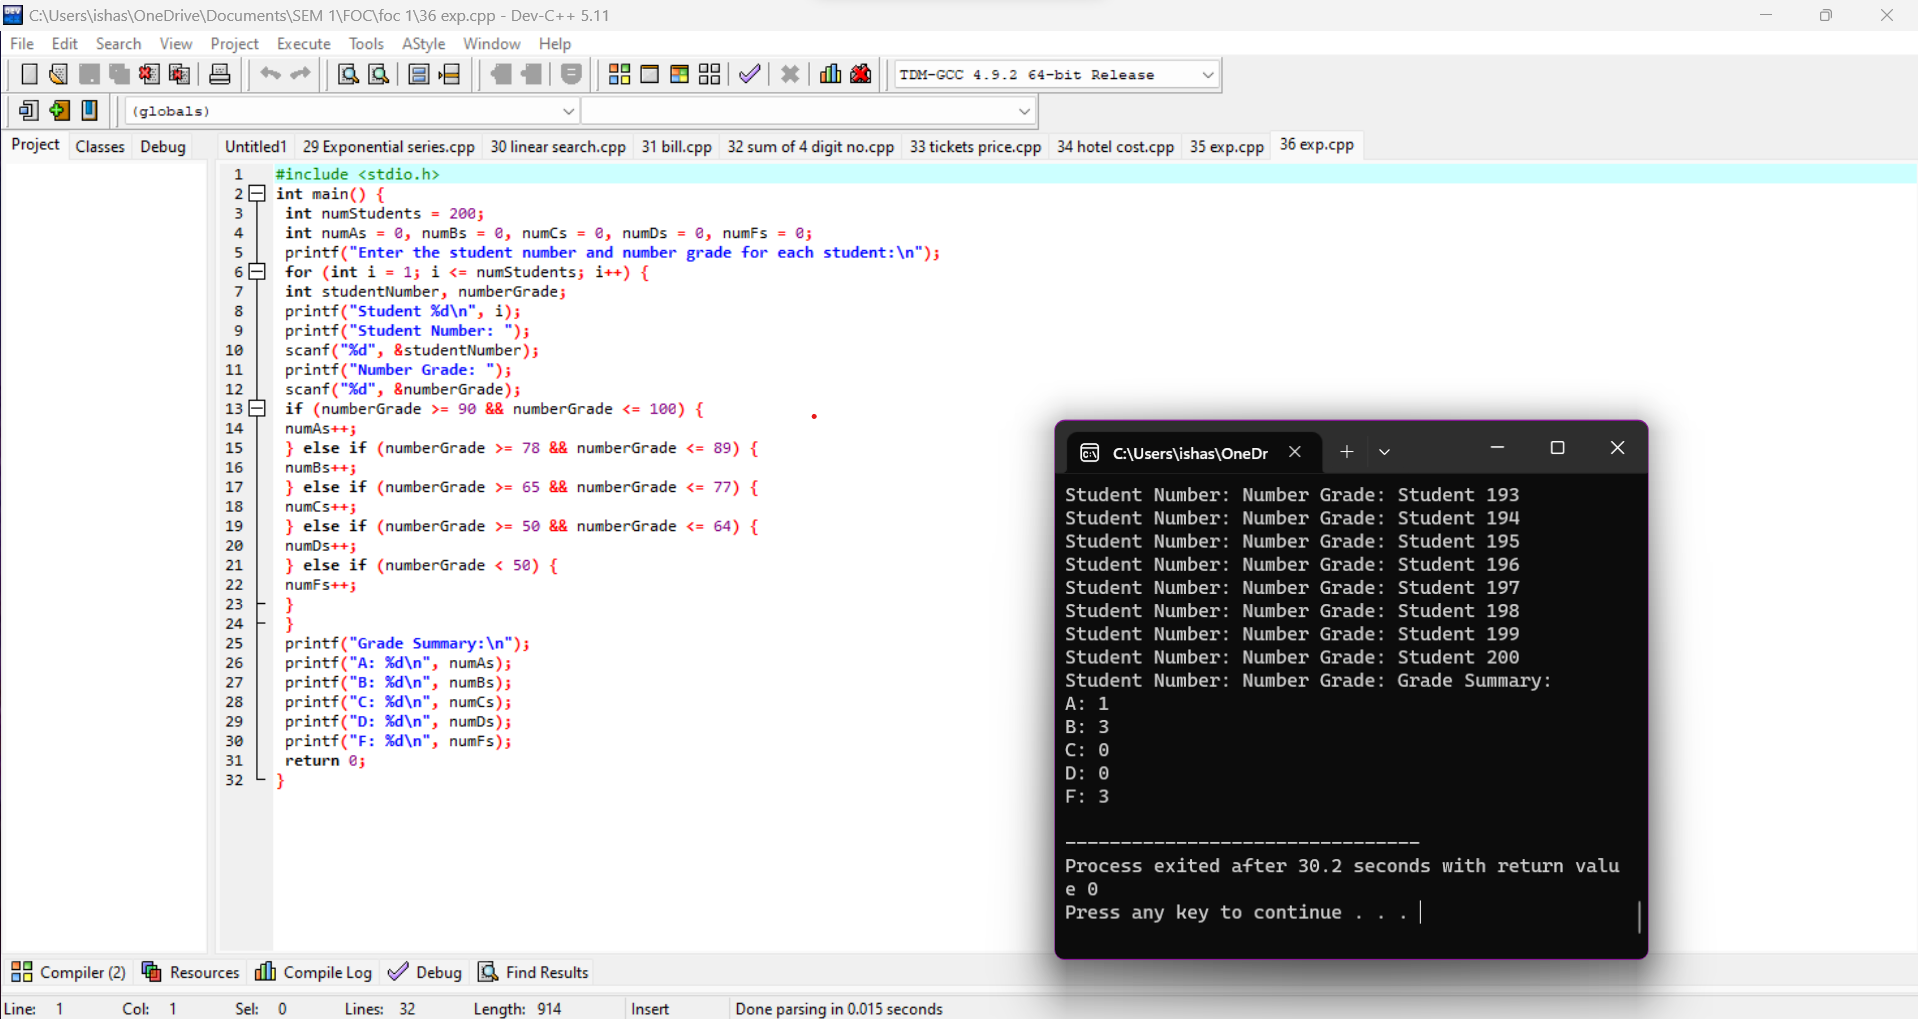 C:\Users\ishas\OneDrive\Documents\SEM 1\FOC\foc 1\36 exp.cpp - Dev-C++ 5.11
File Edit Search View Project Execute Tools AStyle Window Help
TDM-GCC 4.9.2 64-bit Release
(globals)
Project Classes Debug
Untitled1 29 Exponential series.cpp 30 linear search.cpp 31 bill.cpp 32 sum of 4 digit no.cpp 33 tickets price.cpp 34 hotel cost.cpp 35 exp.cpp 36 exp.cpp
1 #include <stdio.h>
2 int main() {
3 int numStudents = 200;
4 int numAs = 0, numBs = 0, numCs = 0, numDs = 0, numFs = 0;
5 printf("Enter the student number and number grade for each student:\n");
6 for (int i = 1; i <= numStudents; i++) {
7 int studentNumber, numberGrade;
8 printf("Student %d\n", i);
9 printf("Student Number: ");
10 scanf("%d", &studentNumber);
11 printf("Number Grade: ");
12 scanf("%d", &numberGrade);
13 if (numberGrade >= 90 && numberGrade <= 100) {
14 numAs++;
15 } else if (numberGrade >= 78 && numberGrade <= 89) {
16 numBs++;
17 } else if (numberGrade >= 65 && numberGrade <= 77) {
18 numCs++;
19 } else if (numberGrade >= 50 && numberGrade <= 64) {
20 numDs++;
21 } else if (numberGrade < 50) {
22 numFs++;
23 }
24 }
25 printf("Grade Summary:\n");
26 printf("A: %d\n", numAs);
27 printf("B: %d\n", numBs);
28 printf("C: %d\n", numCs);
29 printf("D: %d\n", numDs);
30 printf("F: %d\n", numFs);
31 return 0;
32 }
C:\Users\ishas\OneDr
Student Number: Number Grade: Student 193
Student Number: Number Grade: Student 194
Student Number: Number Grade: Student 195
Student Number: Number Grade: Student 196
Student Number: Number Grade: Student 197
Student Number: Number Grade: Student 198
Student Number: Number Grade: Student 199
Student Number: Number Grade: Student 200
Student Number: Number Grade: Grade Summary:
A: 1
B: 3
C: 0
D: 0
F: 3
--------------------------------
Process exited after 30.2 seconds with return valu
e 0
Press any key to continue . . .
Compiler (2) Resources Compile Log Debug Find Results
Line: 1 Col: 1 Sel: 0 Lines: 32 Length: 914 Insert Done parsing in 0.015 seconds